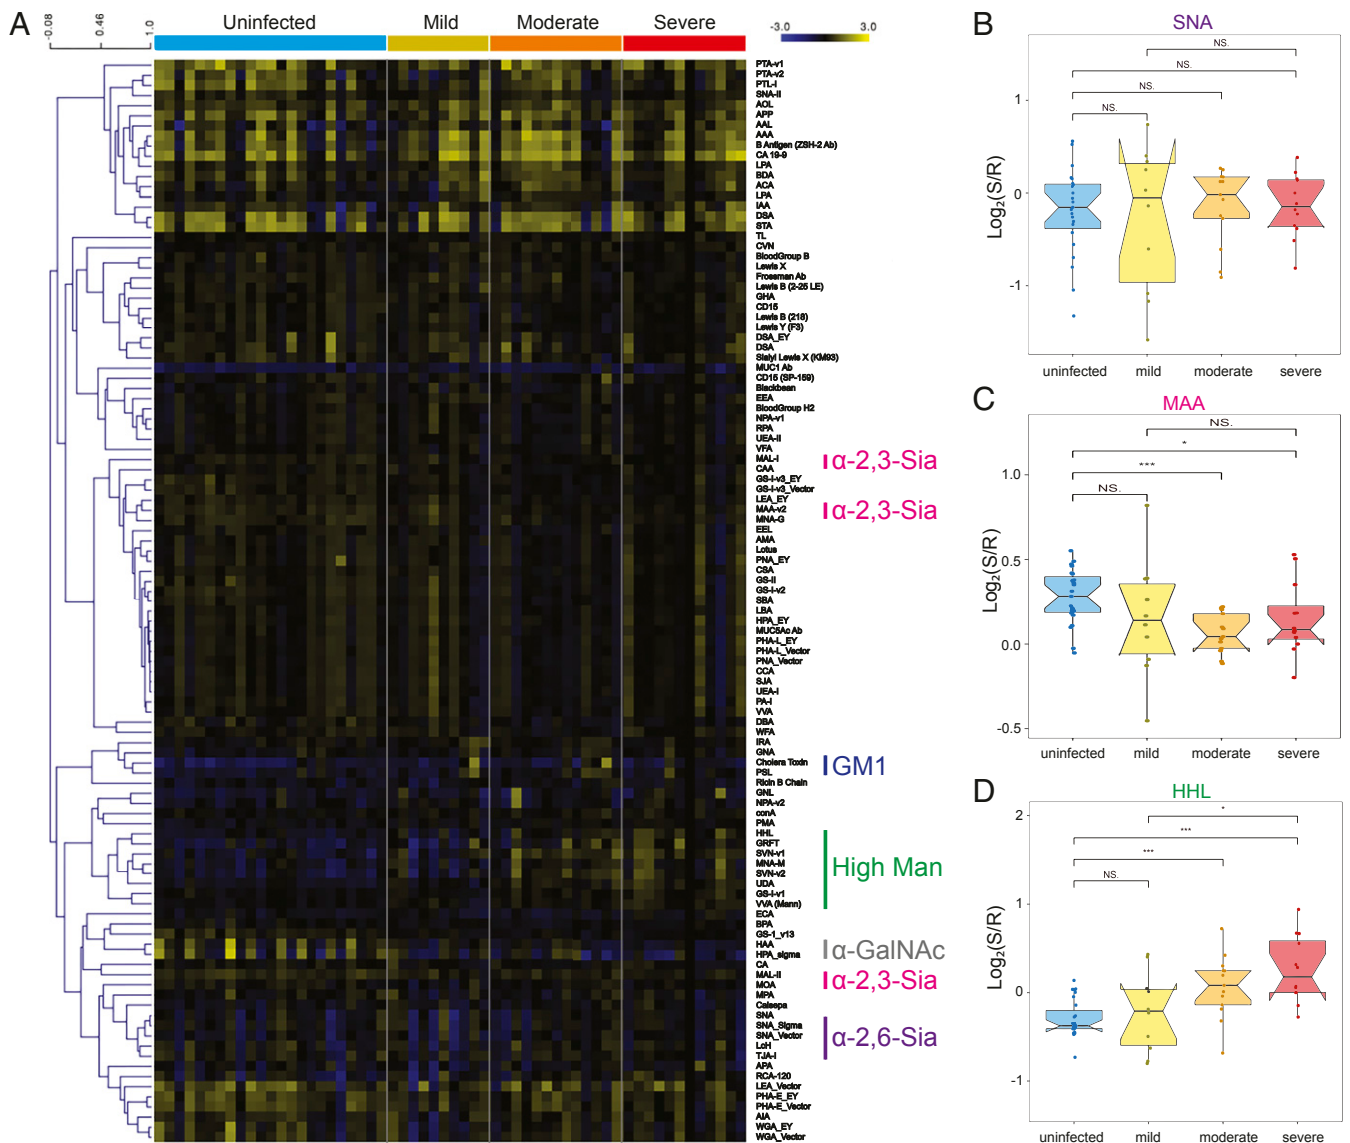 A
-0.08
0.46
1.0
Uninfected
Mild
Moderate
Severe
-3.0
3.0
PTA-v1
PTA-v2
PTL-I
SNA-II
AOL
APP
AAL
AAA
B Antigen (ZSH-2 Ab)
CA 19-9
LPA
BDA
ACA
LPA
IAA
DSA
STA
TL
CVN
BloodGroup B
Lewis X
Frossman Ab
Lewis B (2-25 LE)
GHA
CD15
Lewis B (218)
Lewis Y (F3)
DSA_EY
DSA
Sialyl Lewis X (KM93)
MUC1 Ab
CD15 (SP-159)
Blackbean
EEA
BloodGroup H2
NPA-v1
RPA
UEA-II
VFA
MAL-I
CAA
GS-I-v3_EY
GS-I-v3_Vector
LEA_EY
MAA-v2
MNA-G
EEL
AMA
Lotus
PNA_EY
CSA
GS-II
GS-I-v2
SBA
LBA
HPA_EY
MUC5Ac Ab
PHA-L_EY
PHA-L_Vector
PNA_Vector
CCA
SJA
UEA-I
PA-I
VVA
DBA
WFA
IRA
GNA
Cholera Toxin
PSL
Ricin B Chain
GNL
NPA-v2
conA
PMA
HHL
GRFT
SVN-v1
MNA-M
SVN-v2
UDA
GS-I-v1
VVA (Mann)
ECA
BPA
GS-1_v13
HAA
HPA_sigma
CA
MAL-II
MOA
MPA
Calsepa
SNA
SNA_Sigma
SNA_Vector
LcH
TJA-I
APA
RCA-120
LEA_Vector
PHA-E_EY
PHA-E_Vector
AIA
WGA_EY
WGA_Vector
α-2,3-Sia
α-2,3-Sia
GM1
High Man
α-GalNAc
α-2,3-Sia
α-2,6-Sia
B
SNA
NS.
NS.
NS.
NS.
Log₂(S/R)
1
0
-1
uninfected
mild
moderate
severe
C
MAA
NS.
*
***
NS.
Log₂(S/R)
1.0
0.5
0.0
-0.5
uninfected
mild
moderate
severe
D
HHL
*
***
***
NS.
Log₂(S/R)
2
1
0
-1
uninfected
mild
moderate
severe